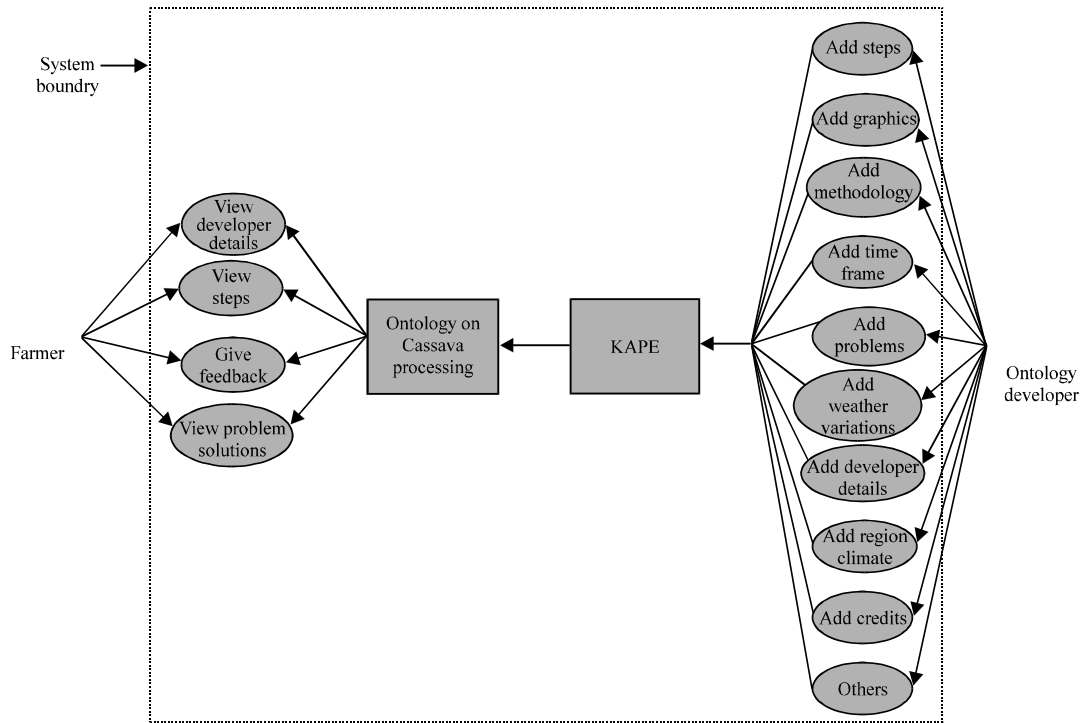 System
boundry
Farmer
View
developer
details
View
steps
Give
feedback
View problem
solutions
Ontology on
Cassava
processing
KAPE
Add steps
Add graphics
Add
methodology
Add time
frame
Add
problems
Add
weather
variations
Add developer
details
Add region
climate
Add credits
Others
Ontology
developer